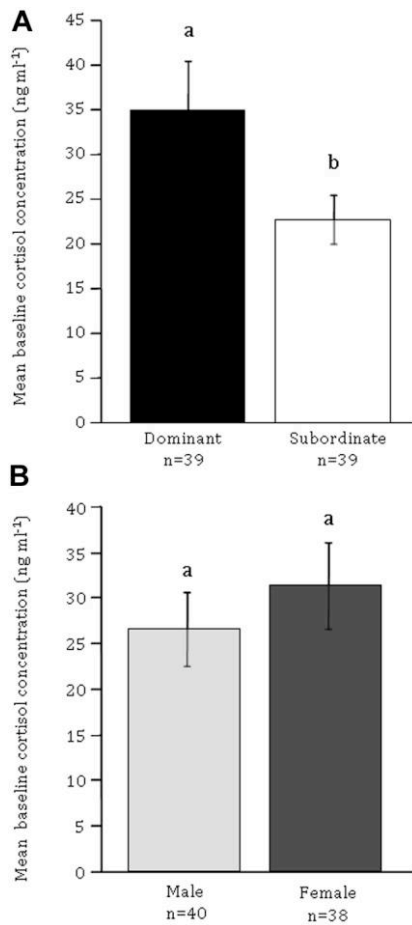 A
Mean baseline cortisol concentration (ng ml⁻¹)
45
40
35
30
25
20
15
10
5
0
a
b
Dominant
n=39
Subordinate
n=39
B
Mean baseline cortisol concentration (ng ml⁻¹)
40
35
30
25
20
15
10
5
0
a
a
Male
n=40
Female
n=38